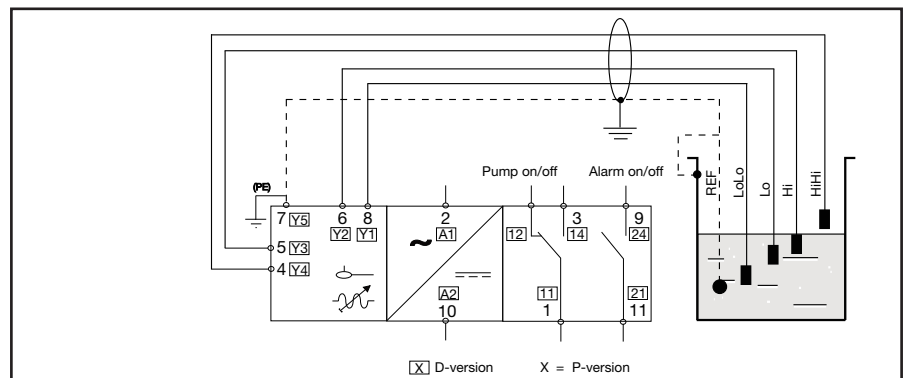 Pump on/off
Alarm on/off
REF
LoLo
Lo
Hi
HiHi
(PE)
7 Y5
6
Y2
8
Y1
2
A1
12
3
14
9
24
5 Y3
4 Y4
A2
10
11
1
21
11
X D-version
X = P-version